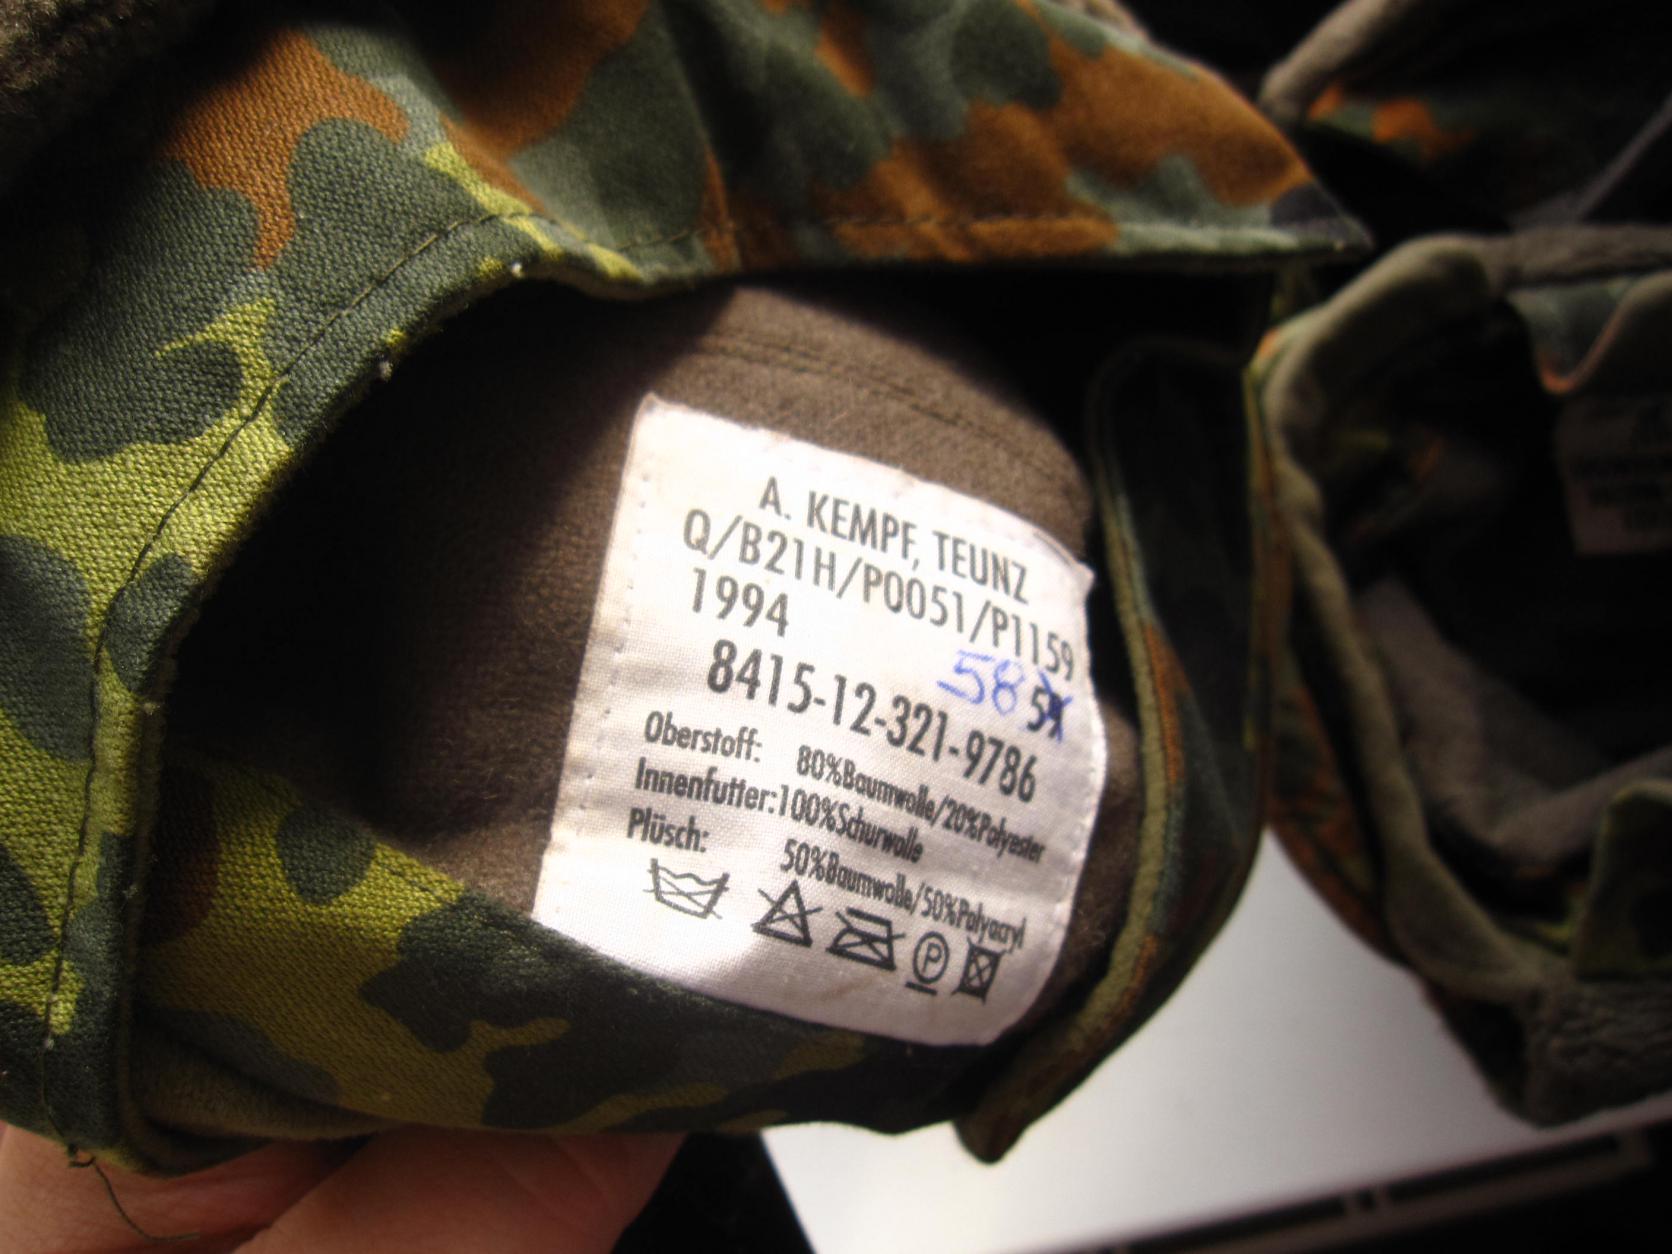 A. KEMPF, TEUNZ
Q/B21H/P0051/P1159
1994
58
8415-12-321-9786
Oberstoff: 80%Baumwolle/20%Polyester
Innenfutter:100%Schurwolle
Plüsch: 50%Baumwolle/50%Polyacryl
P